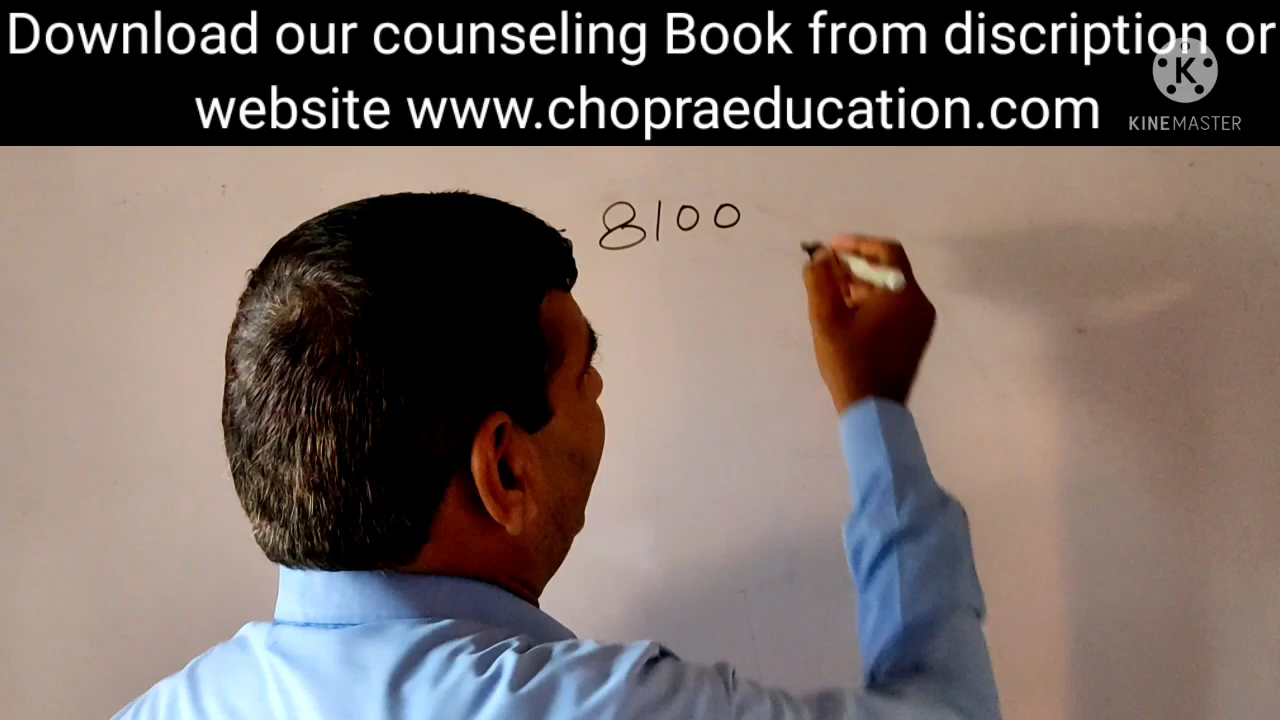 Download our counseling Book from discription or
website www.chopraeducation.com
K
KINEMASTER
8100